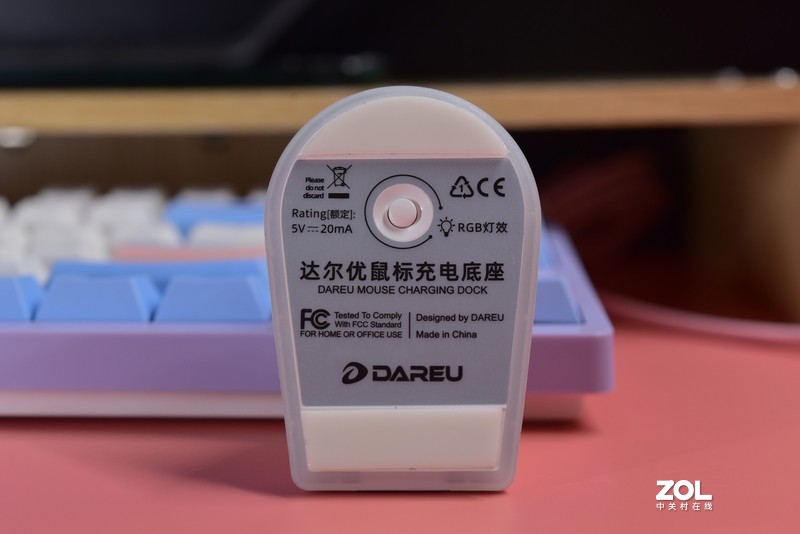 Please
do not
discard
Rating[额定]:
5V⎓20mA
1
CE
RGB灯效
达尔优鼠标充电底座
DAREU MOUSE CHARGING DOCK
FC Tested To Comply
With FCC Standard
FOR HOME OR OFFICE USE
Designed by DAREU
Made in China
DAREU
ZOL
中关村在线